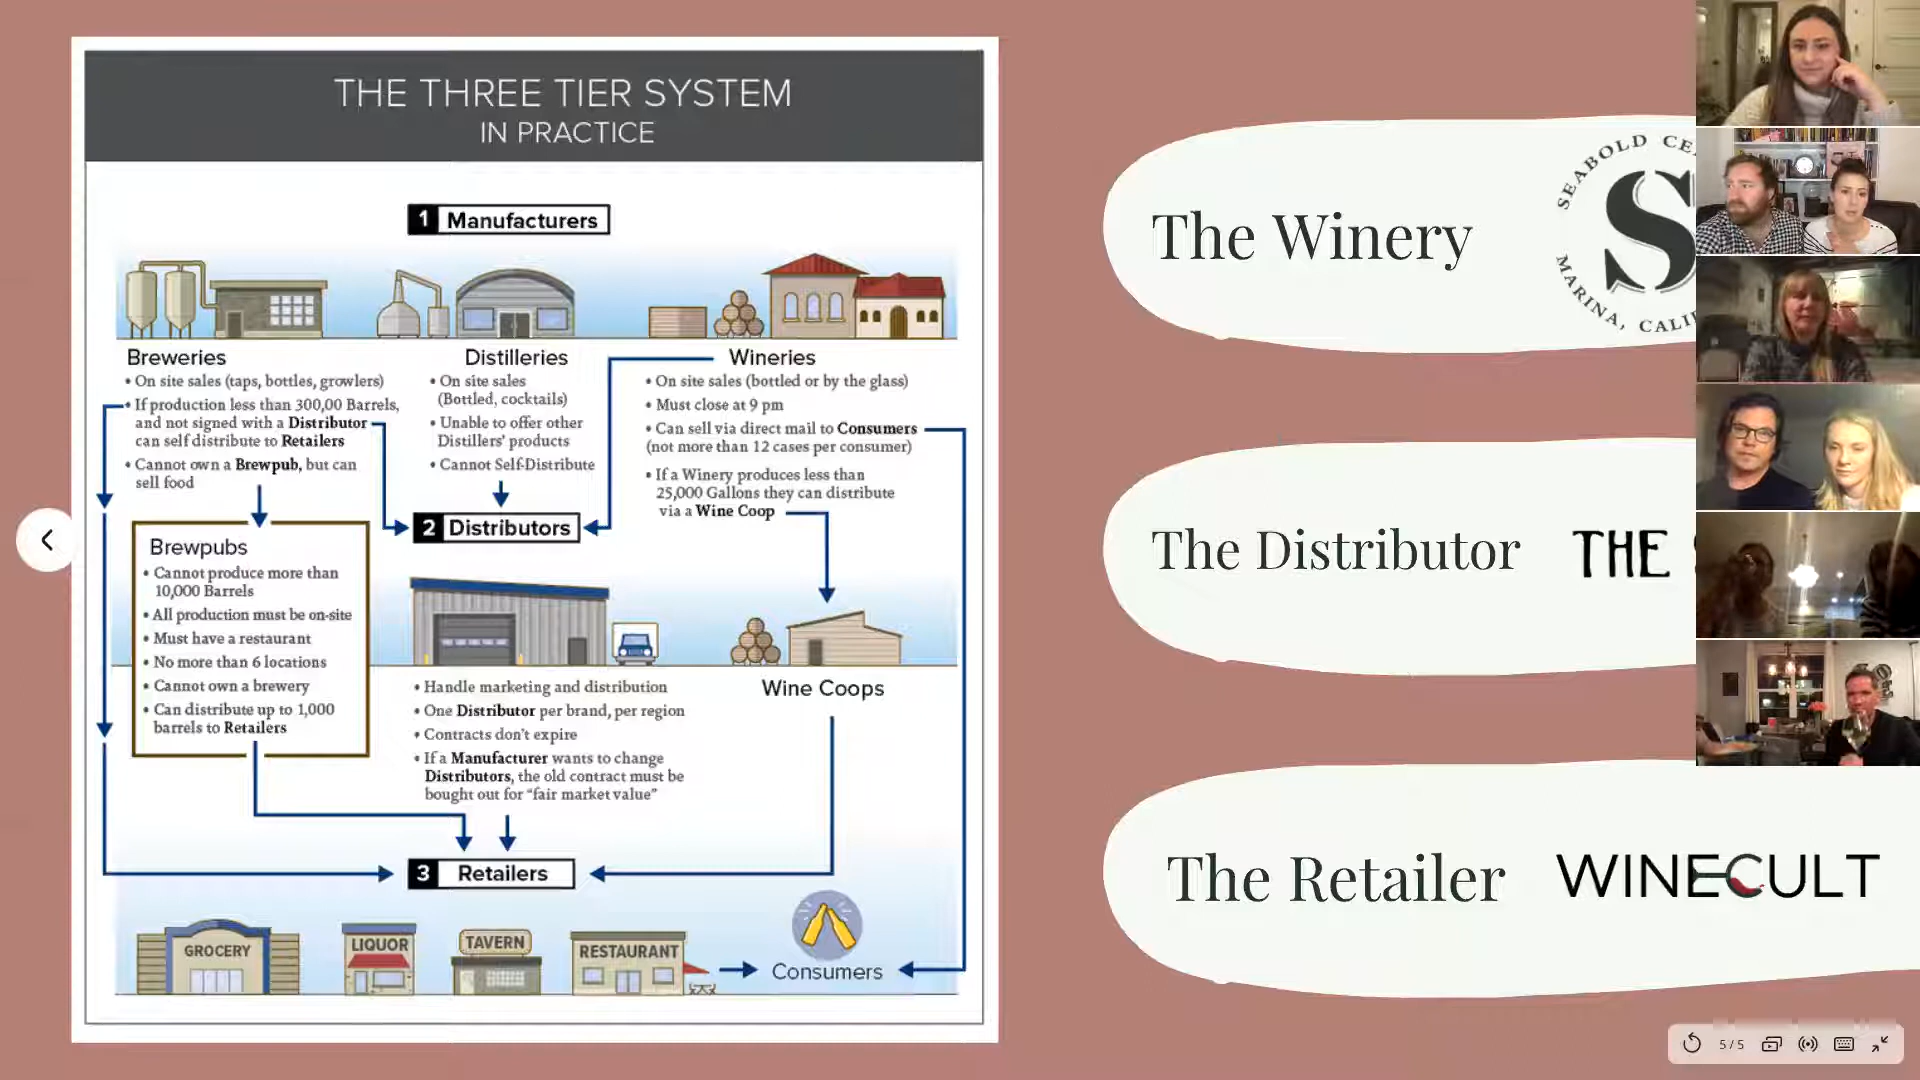 THE THREE TIER SYSTEM
IN PRACTICE
1 Manufacturers
Breweries
• On site sales (taps, bottles, growlers)
• If production less than 300,00 Barrels,
and not signed with a Distributor
can self distribute to Retailers
• Cannot own a Brewpub, but can
sell food
Distilleries
• On site sales
(Bottled, cocktails)
• Unable to offer other
Distillers' products
• Cannot Self-Distribute
Wineries
• On site sales (bottled or by the glass)
• Must close at 9 pm
• Can sell via direct mail to Consumers
(not more than 12 cases per consumer)
• If a Winery produces less than
25,000 Gallons they can distribute
via a Wine Coop
2 Distributors
Brewpubs
• Cannot produce more than
10,000 Barrels
• All production must be on-site
• Must have a restaurant
• No more than 6 locations
• Cannot own a brewery
• Can distribute up to 1,000
barrels to Retailers
• Handle marketing and distribution
• One Distributor per brand, per region
• Contracts don't expire
• If a Manufacturer wants to change
Distributors, the old contract must be
bought out for "fair market value"
Wine Coops
3 Retailers
GROCERY
LIQUOR
TAVERN
RESTAURANT
Consumers
The Winery
SEABOLD CE
S
MARINA, CALI
The Distributor
THE
The Retailer
WINECULT
5/5